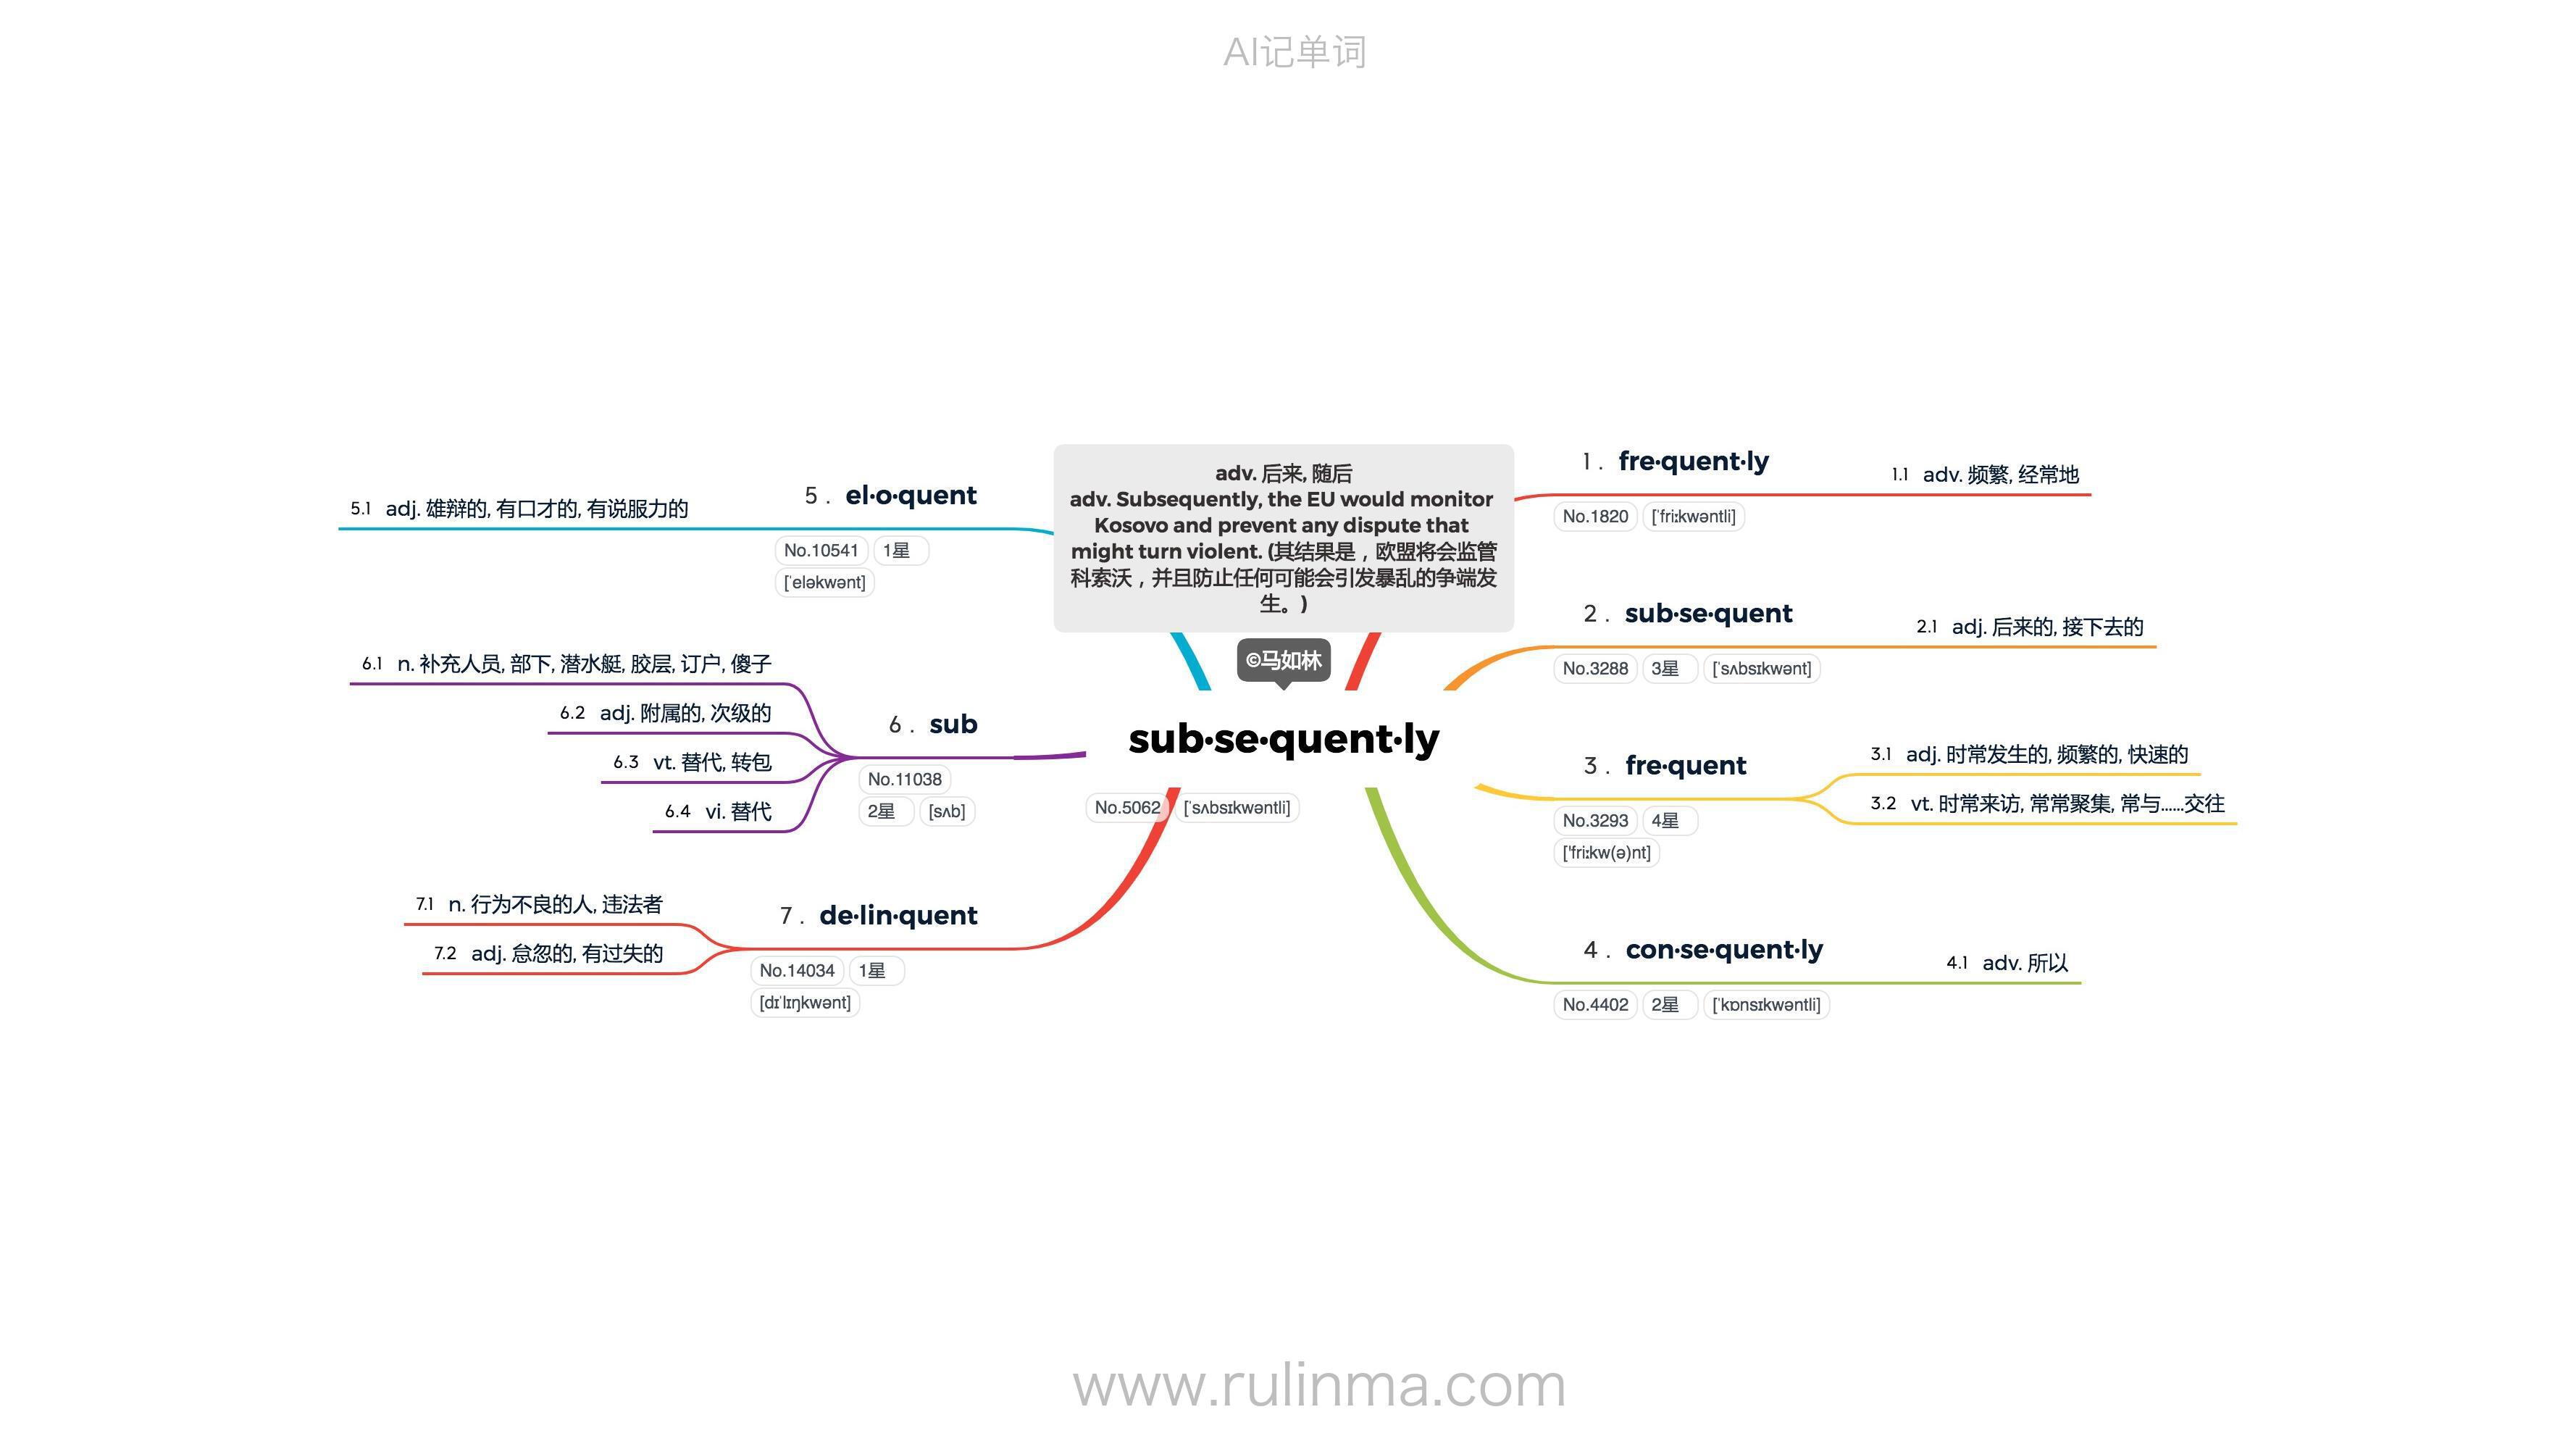 AI记单词
adv. 后来, 随后
adv. Subsequently, the EU would monitor
Kosovo and prevent any dispute that
might turn violent. (其结果是，欧盟将会监管
科索沃，并且防止任何可能会引发暴乱的争端发
生。)
©马如林
sub·se·quent·ly
No.5062 [ˈsʌbsɪkwəntli]
1 . fre·quent·ly
No.1820 [ˈfriːkwəntli]
1.1 adv. 频繁, 经常地
2 . sub·se·quent
No.3288 3星 [ˈsʌbsɪkwənt]
2.1 adj. 后来的, 接下去的
3 . fre·quent
No.3293 4星
[ˈfriːkw(ə)nt]
3.1 adj. 时常发生的, 频繁的, 快速的
3.2 vt. 时常来访, 常常聚集, 常与……交往
4 . con·se·quent·ly
No.4402 2星 [ˈkɒnsɪkwəntli]
4.1 adv. 所以
5 . el·o·quent
No.10541 1星
[ˈeləkwənt]
5.1 adj. 雄辩的, 有口才的, 有说服力的
6 . sub
No.11038
2星 [sʌb]
6.1 n. 补充人员, 部下, 潜水艇, 胶层, 订户, 傻子
6.2 adj. 附属的, 次级的
6.3 vt. 替代, 转包
6.4 vi. 替代
7 . de·lin·quent
No.14034 1星
[dɪˈlɪŋkwənt]
7.1 n. 行为不良的人, 违法者
7.2 adj. 怠忽的, 有过失的
www.rulinma.com